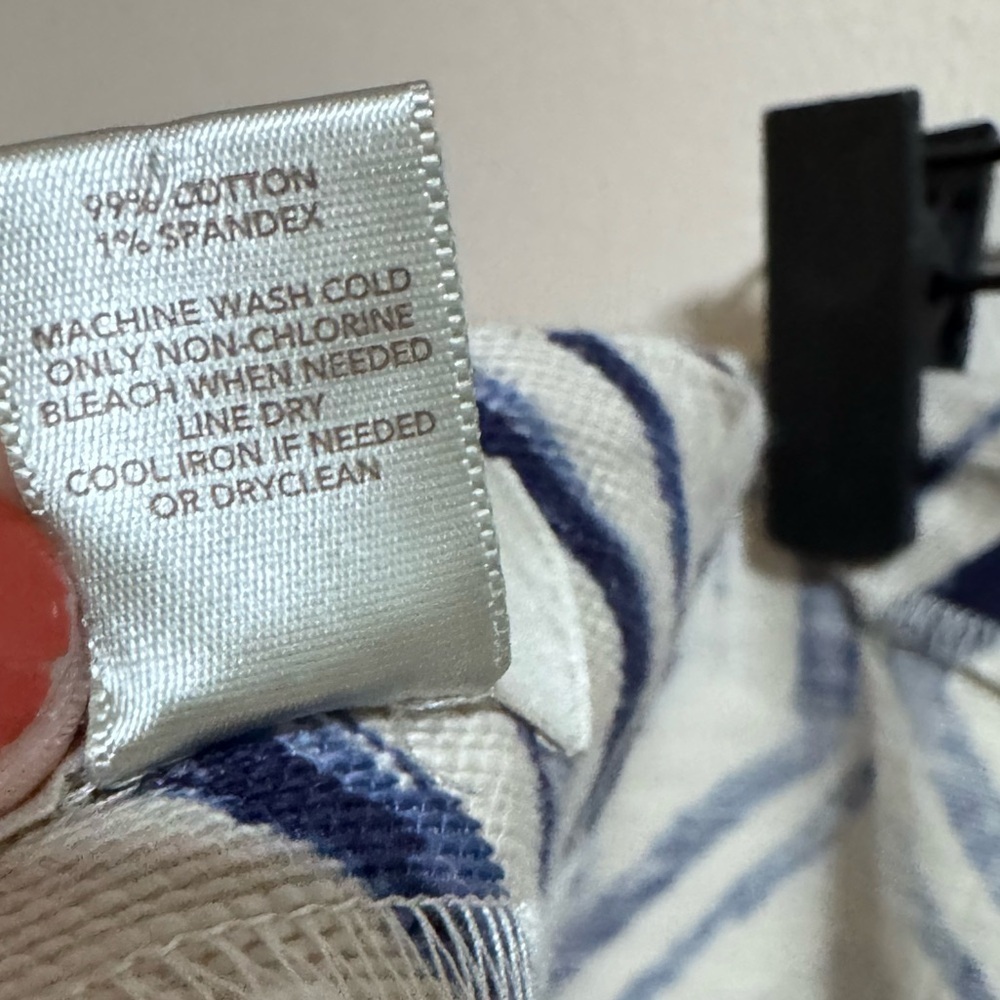 99% COTTON
1% SPANDEX
MACHINE WASH COLD
ONLY NON-CHLORINE
BLEACH WHEN NEEDED
LINE DRY
COOL IRON IF NEEDED
OR DRYCLEAN